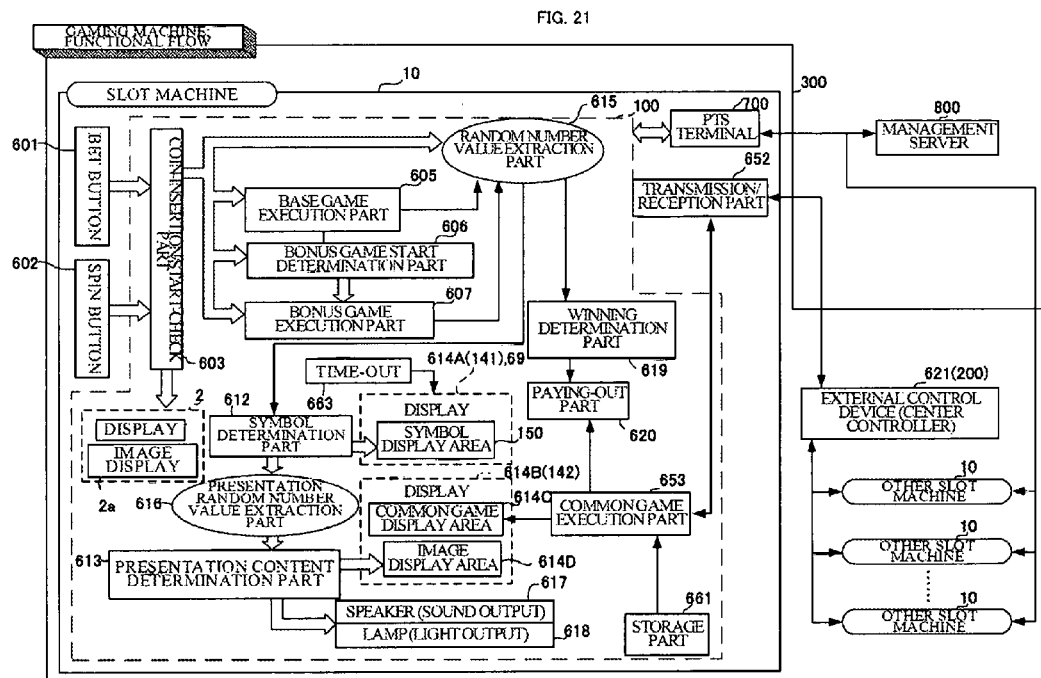 FIG. 21
GAMING MACHINE:
FUNCTIONAL FLOW
10
300
SLOT MACHINE
615
100
700
800
601
BET BUTTON
COIN-INSERTION/START-CHECK
PART
RANDOM NUMBER
VALUE EXTRACTION
PART
PTS
TERMINAL
MANAGEMENT
SERVER
652
605
BASE GAME
EXECUTION PART
TRANSMISSION/
RECEPTION PART
606
602
SPIN BUTTON
BONUS GAME START
DETERMINATION PART
607
BONUS GAME
EXECUTION PART
WINNING
DETERMINATION
PART
603
614A(141),69
619
TIME-OUT
663
621(200)
2
612
DISPLAY
PAYING-OUT
PART
EXTERNAL CONTROL
DEVICE (CENTER
CONTROLLER)
DISPLAY
SYMBOL
DETERMINATION
PART
SYMBOL
DISPLAY AREA
150
620
IMAGE
DISPLAY
614B(142)
2a
616
PRESENTATION
RANDOM NUMBER
VALUE EXTRACTION
PART
DISPLAY
614C
653
10
COMMON GAME
DISPLAY AREA
COMMON GAME
EXECUTION PART
OTHER SLOT
MACHINE
10
613
PRESENTATION CONTENT
DETERMINATION PART
IMAGE
DISPLAY AREA
614D
OTHER SLOT
MACHINE
617
661
10
SPEAKER (SOUND OUTPUT)
LAMP(LIGHT OUTPUT)
618
STORAGE
PART
OTHER SLOT
MACHINE